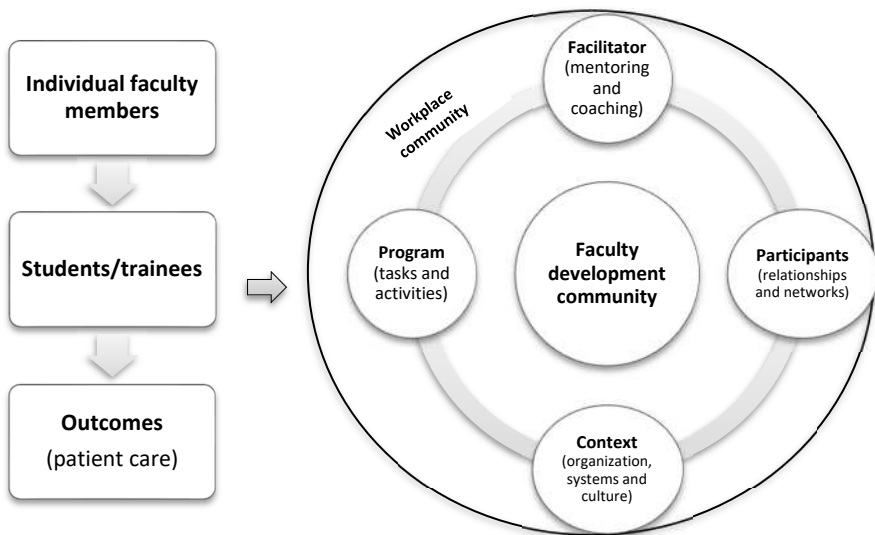 Individual faculty
members
Students/trainees
Outcomes
(patient care)
Workplace
community
Facilitator
(mentoring
and
coaching)
Program
(tasks and
activities)
Faculty
development
community
Participants
(relationships
and networks)
Context
(organization,
systems and
culture)